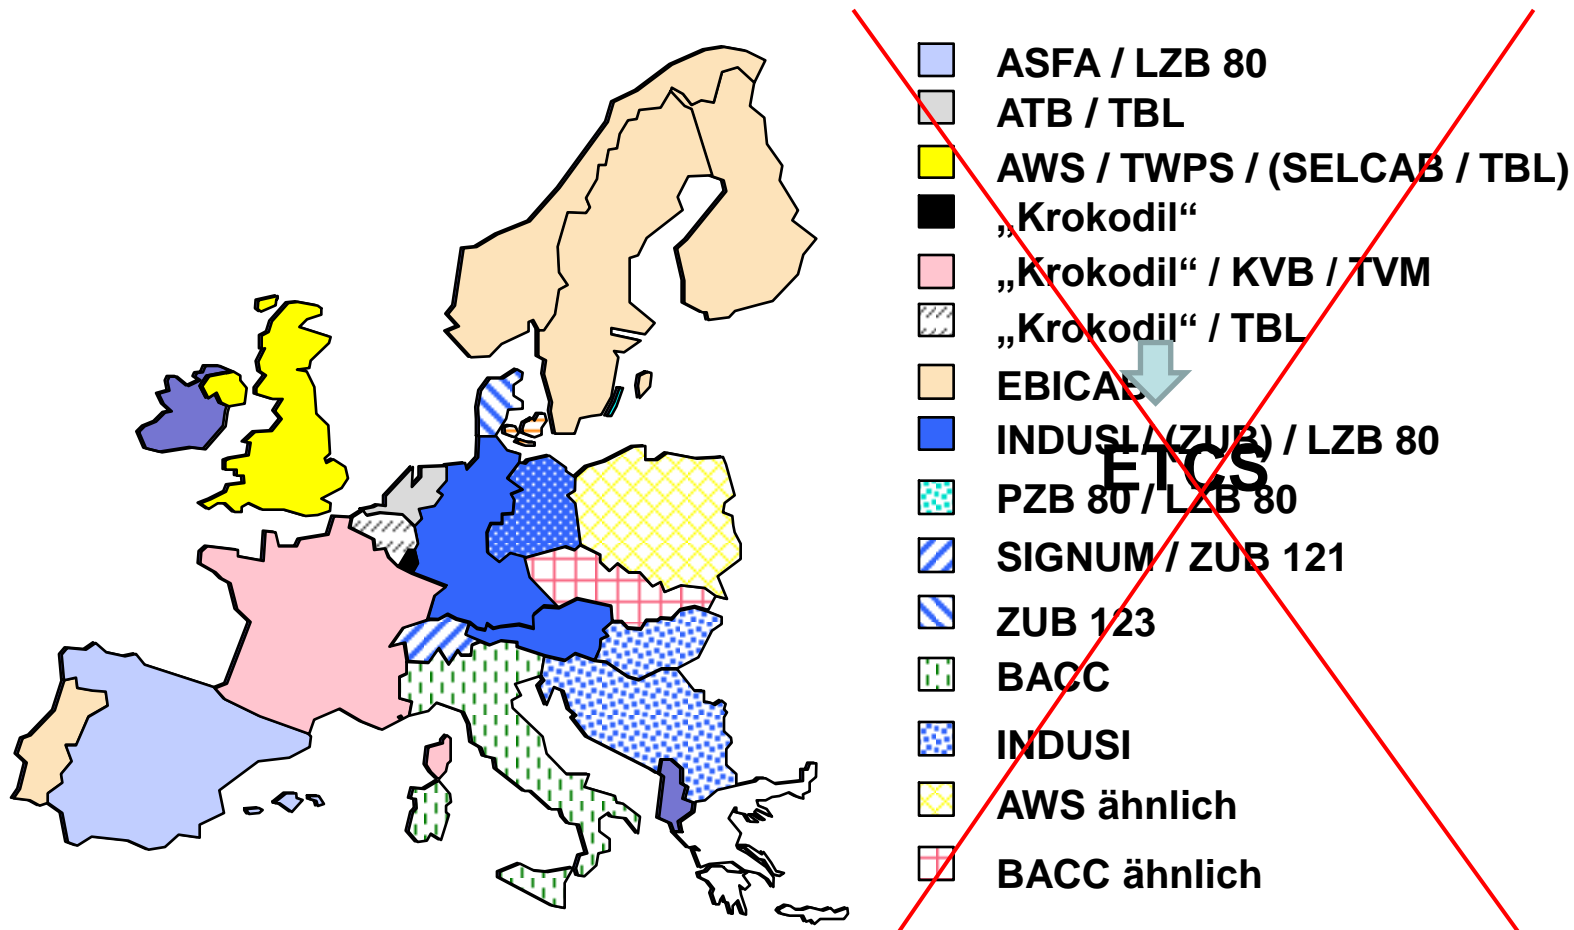 ASFA / LZB 80
ATB / TBL
AWS / TWPS / (SELCAB / TBL)
„Krokodil“
„Krokodil“ / KVB / TVM
„Krokodil“ / TBL
EBICAB
INDUSI / (ZUB) / LZB 80
ETCS
PZB 80 / LZB 80
SIGNUM / ZUB 121
ZUB 123
BACC
INDUSI
AWS ähnlich
BACC ähnlich